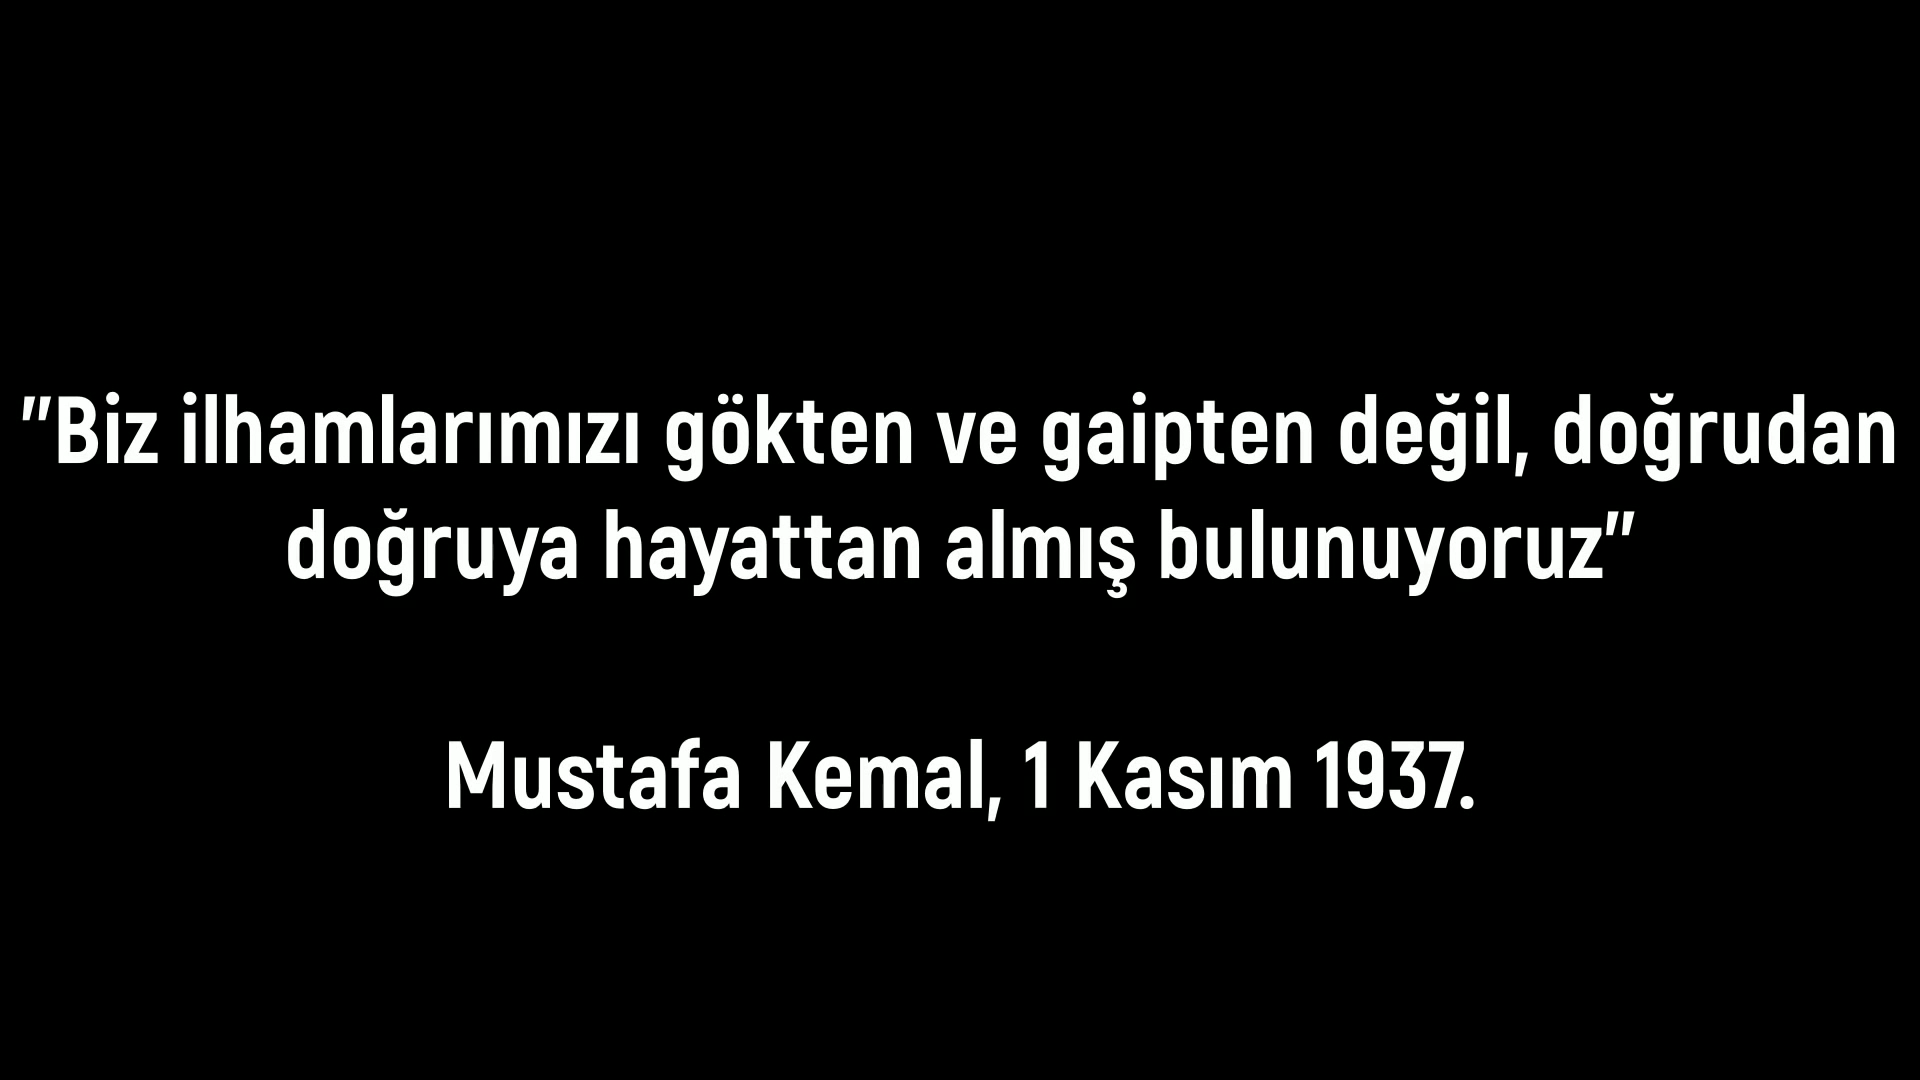 "Biz ilhamlarımızı gökten ve gaipten değil, doğrudan
doğruya hayattan almış bulunuyoruz"
Mustafa Kemal, 1 Kasım 1937.